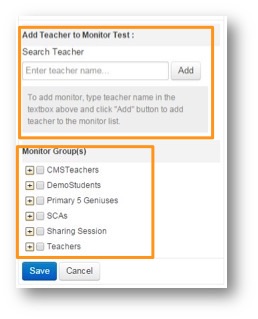 Add Teacher to Monitor Test :
Search Teacher
Enter teacher name...
Add
To add monitor, type teacher name in the
textbox above and click "Add" button to add
teacher to the monitor list.
Monitor Group(s)
CMSTeachers
DemoStudents
Primary 5 Geniuses
SCAs
Sharing Session
Teachers
Save
Cancel